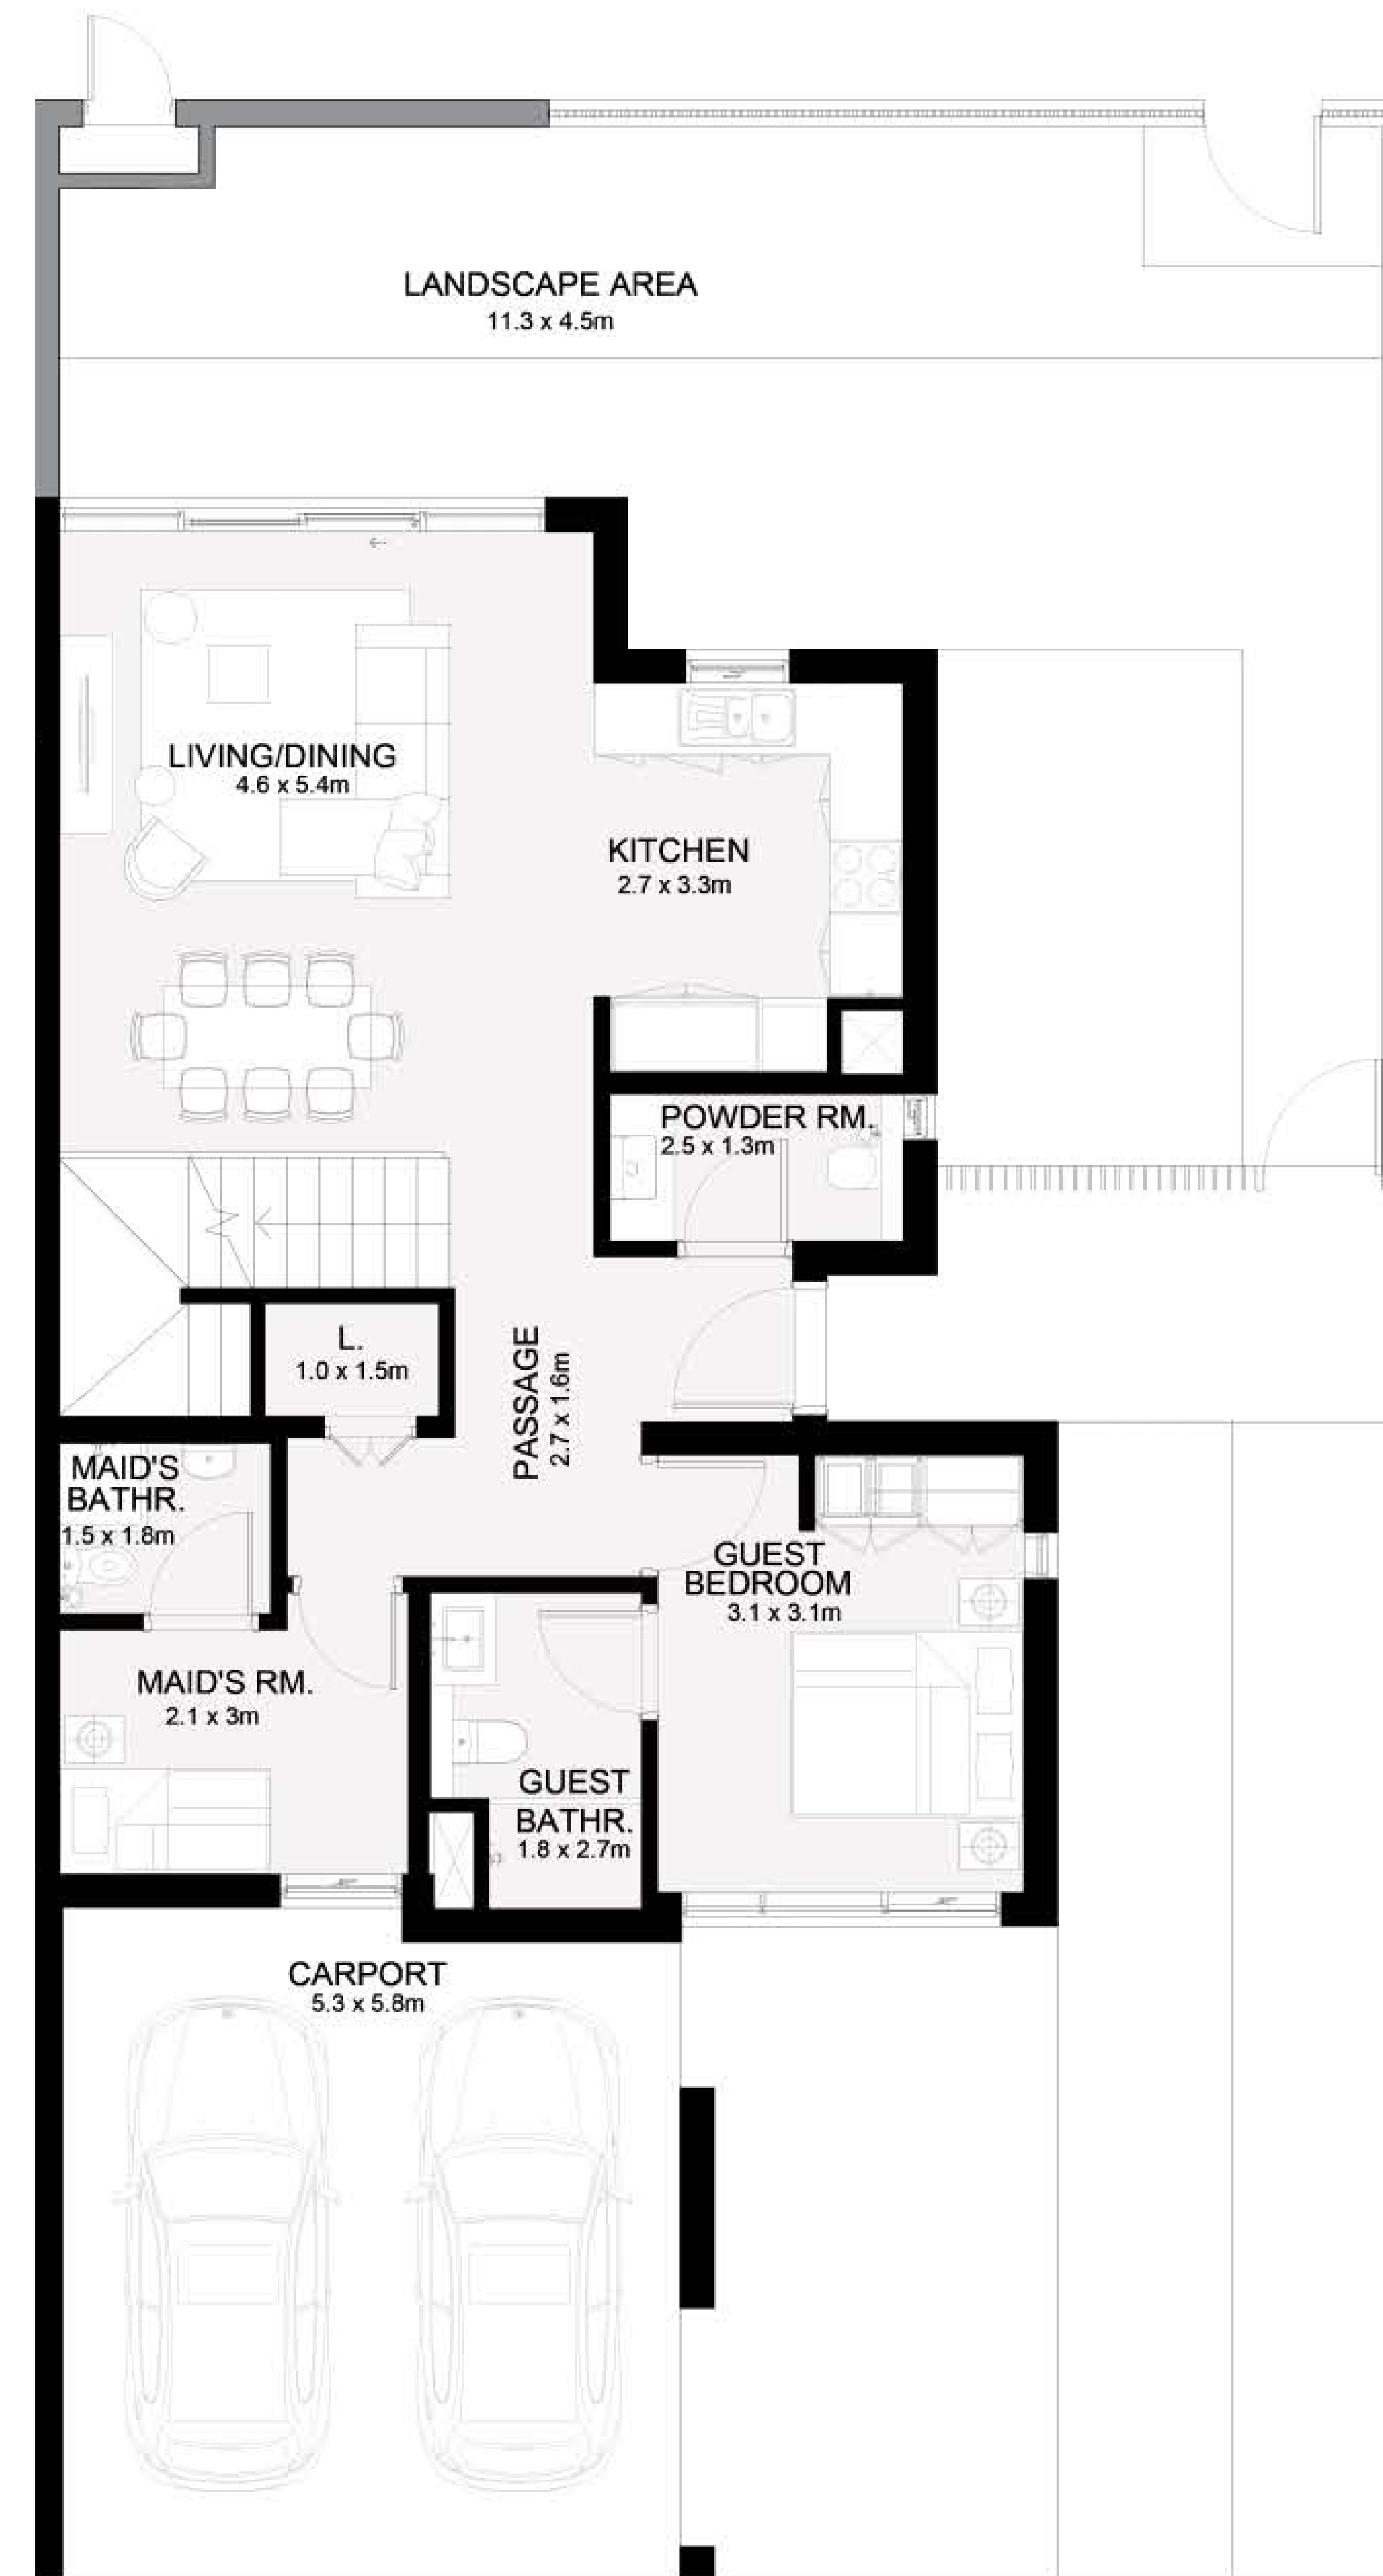 LANDSCAPE AREA
11.3 x 4.5m
LIVING/DINING
4.6 x 5.4m
KITCHEN
2.7 x 3.3m
POWDER RM.
2.5 x 1.3m
L.
1.0 x 1.5m
PASSAGE
2.7 x 1.6m
MAID'S
BATHR.
1.5 x 1.8m
GUEST
BEDROOM
3.1 x 3.1m
MAID'S RM.
2.1 x 3m
GUEST
BATHR.
1.8 x 2.7m
CARPORT
5.3 x 5.8m